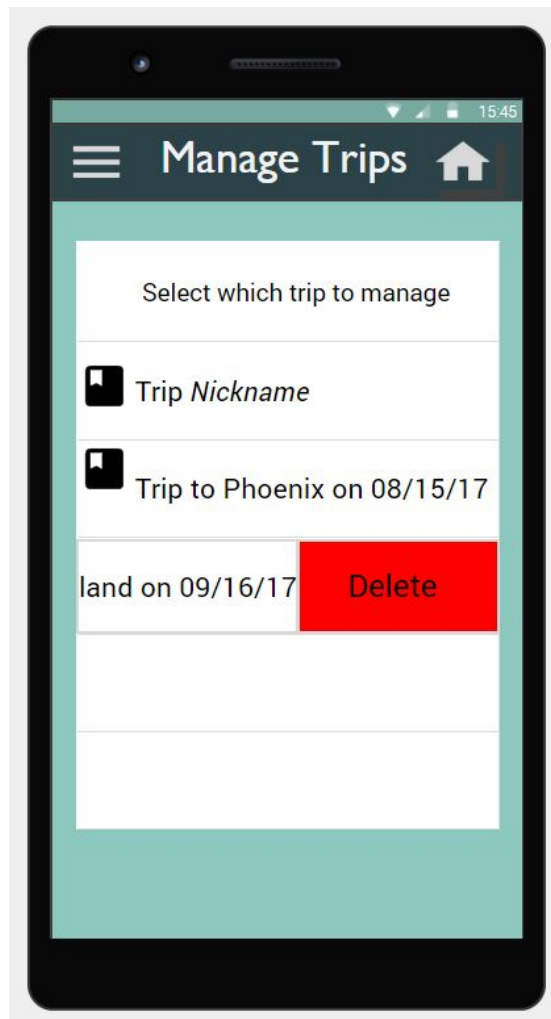 15:45
Manage Trips
Select which trip to manage
Trip Nickname
Trip to Phoenix on 08/15/17
land on 09/16/17 Delete